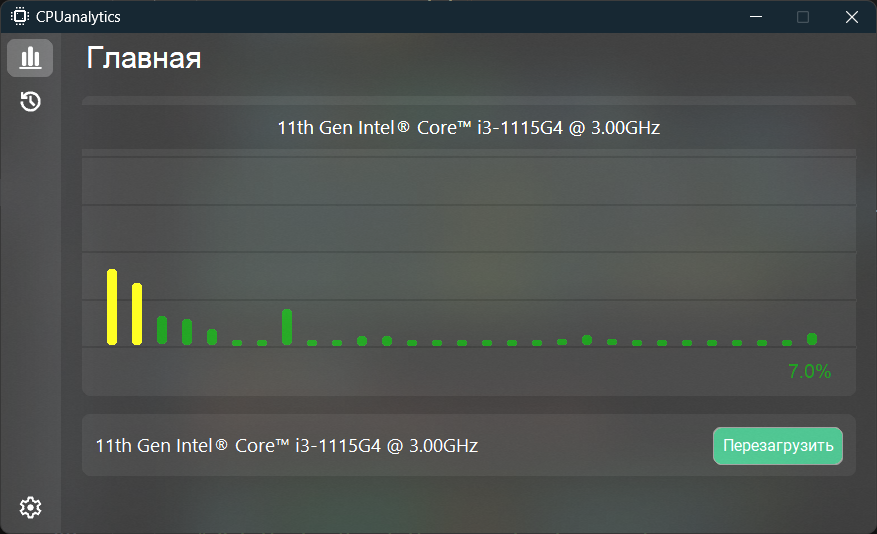 CPUanalytics
Главная
11th Gen Intel® Core™ i3-1115G4 @ 3.00GHz
7.0%
11th Gen Intel® Core™ i3-1115G4 @ 3.00GHz
Перезагрузить